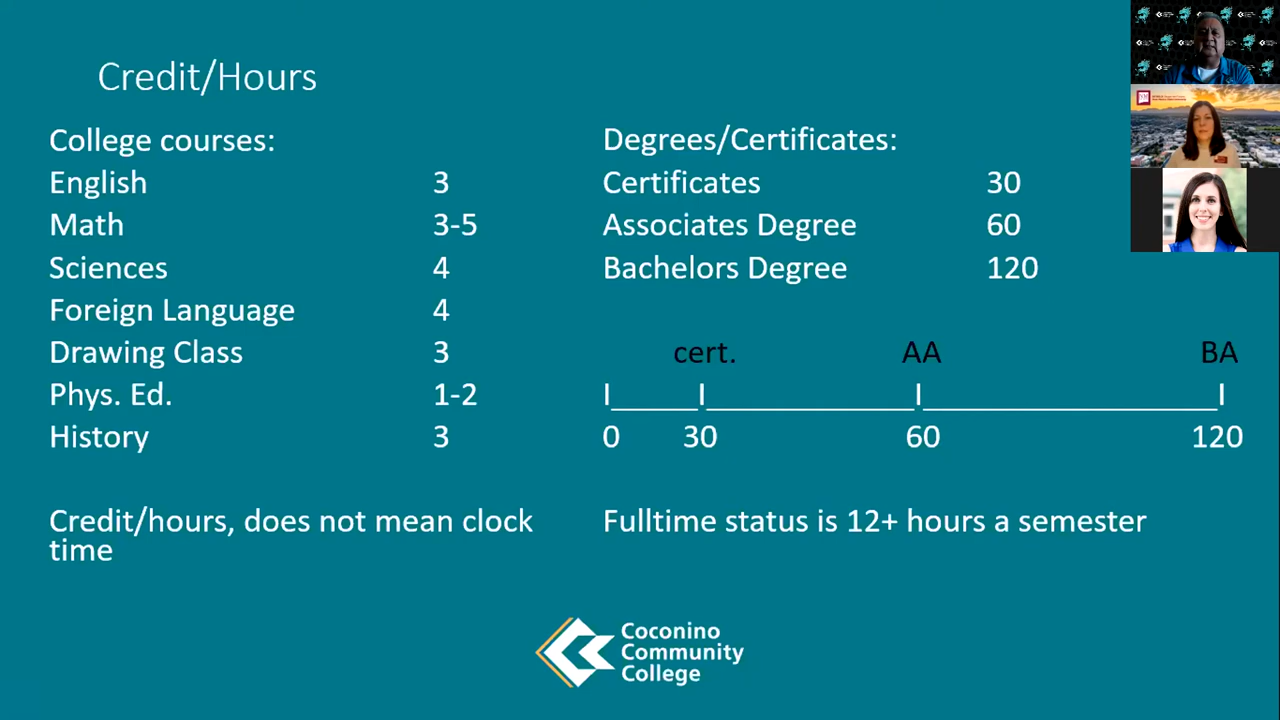 Credit/Hours
College courses:
English 3
Math 3-5
Sciences 4
Foreign Language 4
Drawing Class 3
Phys. Ed. 1-2
History 3
Credit/hours, does not mean clock
time
Degrees/Certificates:
Certificates 30
Associates Degree 60
Bachelors Degree 120
cert. AA BA
0 30 60 120
Fulltime status is 12+ hours a semester
Coconino
Community
College